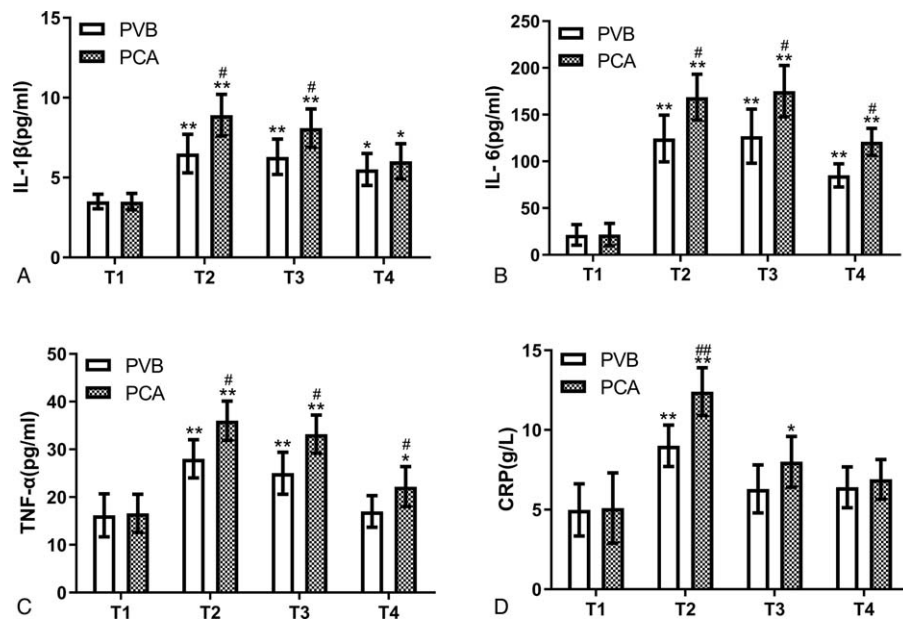 15
PVB
PCA
#
**
**
#
**
**
*
*
10
5
0
IL-1β(pg/ml)
T1 T2 T3 T4
A
250
PVB
PCA
#
**
**
#
**
**
#
**
**
200
150
100
50
0
IL- 6(pg/ml)
T1 T2 T3 T4
B
50
PVB
PCA
#
**
**
#
**
**
#
*
40
30
20
10
0
TNF-α(pg/ml)
T1 T2 T3 T4
C
15
PVB
PCA
##
**
**
*
10
5
0
CRP(g/L)
T1 T2 T3 T4
D